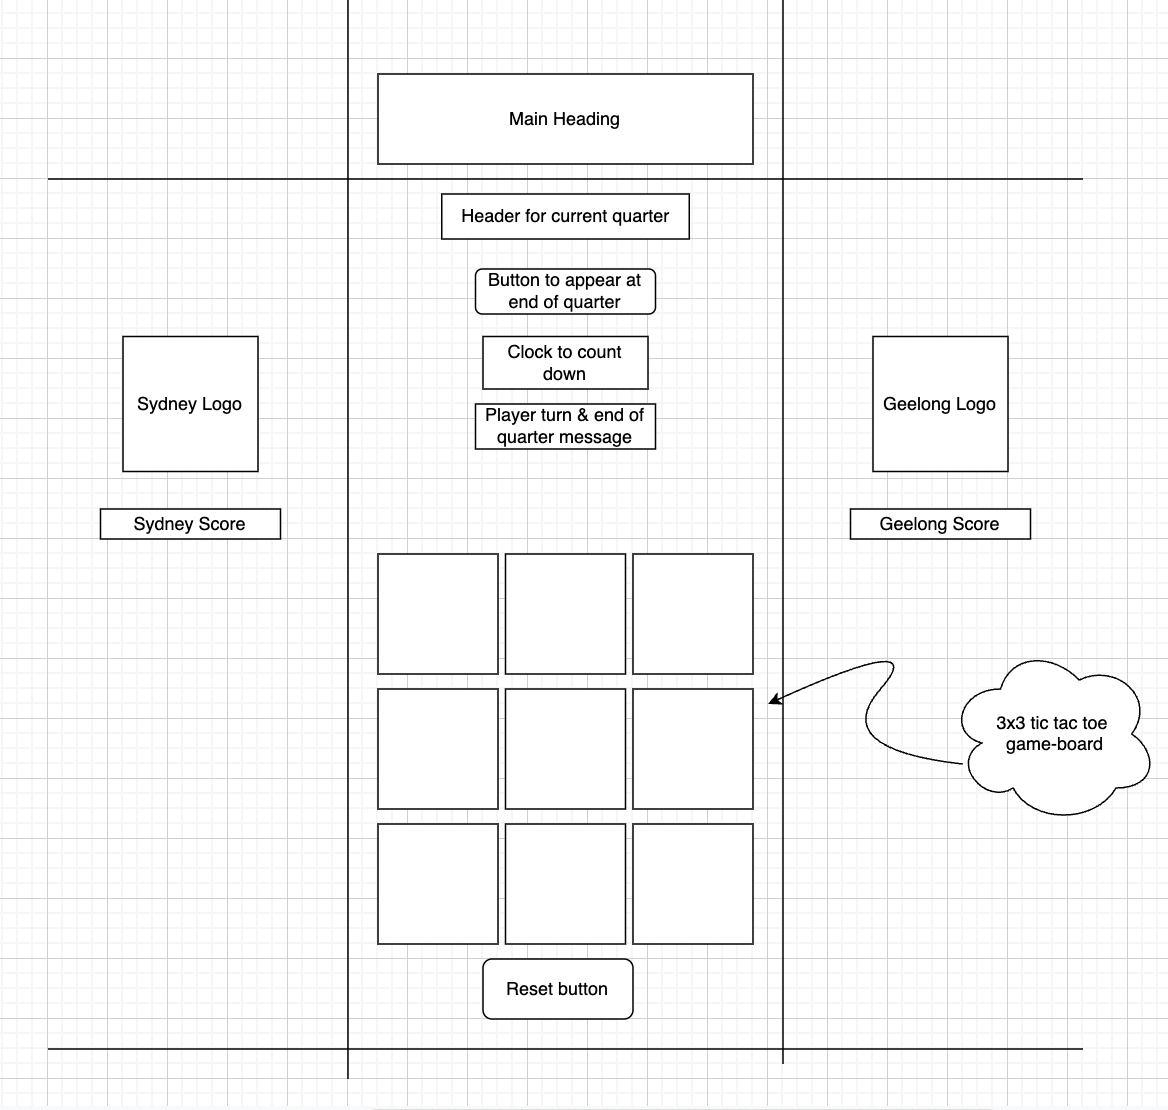 Main Heading
Header for current quarter
Button to appear at
end of quarter
Clock to count
down
Player turn & end of
quarter message
Sydney Logo
Geelong Logo
Sydney Score
Geelong Score
3x3 tic tac toe
game-board
Reset button